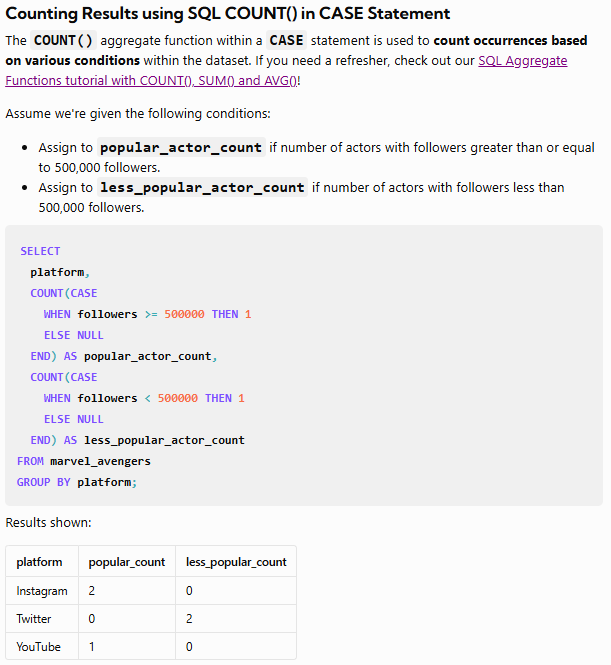 Counting Results using SQL COUNT() in CASE Statement
The COUNT() aggregate function within a CASE statement is used to count occurrences based
on various conditions within the dataset. If you need a refresher, check out our SQL Aggregate
Functions tutorial with COUNT(), SUM() and AVG()!
Assume we're given the following conditions:
• Assign to popular_actor_count if number of actors with followers greater than or equal
to 500,000 followers.
• Assign to less_popular_actor_count if number of actors with followers less than
500,000 followers.
SELECT
platform,
COUNT(CASE
WHEN followers >= 500000 THEN 1
ELSE NULL
END) AS popular_actor_count,
COUNT(CASE
WHEN followers < 500000 THEN 1
ELSE NULL
END) AS less_popular_actor_count
FROM marvel_avengers
GROUP BY platform;
Results shown:
platform popular_count less_popular_count
Instagram 2 0
Twitter 0 2
YouTube 1 0